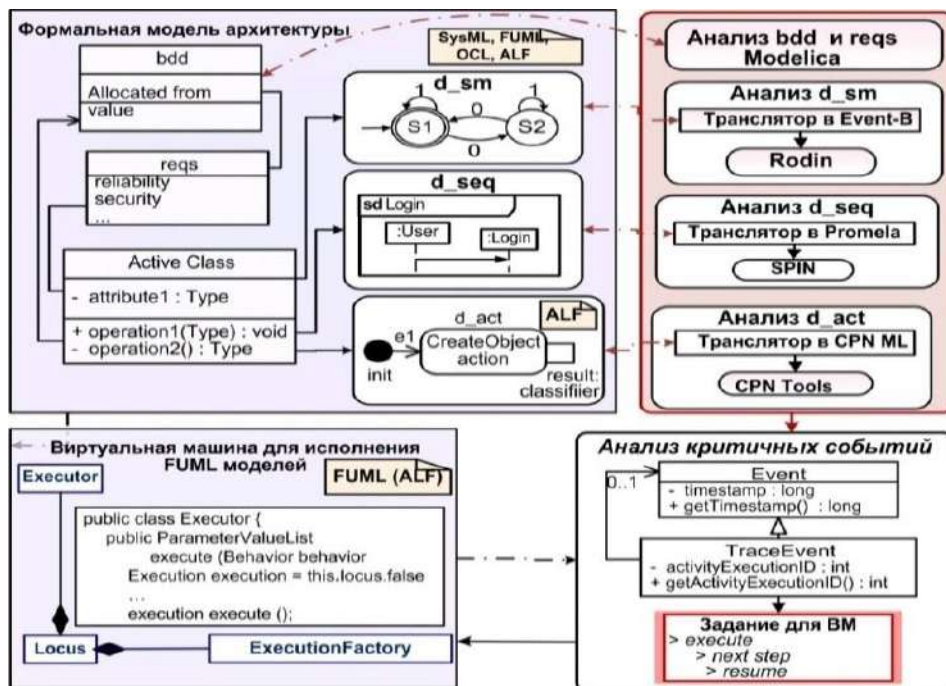 Формальная модель архитектуры
SysML, FUML,
OCL, ALF
bdd
Allocated from
value
reqs
reliability
security
...
Active Class
- attribute1 : Type
+ operation1(Type) : void
- operation2() : Type
d_sm
1
1
0
S1
S2
0
d_seq
sd Login
:User
:Login
d_act
ALF
e1
CreateObject
action
init
result:
classifiier
Анализ bdd и reqs
Modelica
Анализ d_sm
Транслятор в Event-B
Rodin
Анализ d_seq
Транслятор в Promela
SPIN
Анализ d_act
Транслятор в CPN ML
CPN Tools
Виртуальная машина для исполнения
FUML моделей
FUML (ALF)
Executor
public class Executor {
public ParameterValueList
execute (Behavior behavior
Execution execution = this.locus.false
...
execution execute ();
Locus
ExecutionFactory
Анализ критичных событий
0..1
Event
- timestamp : long
+ getTimestamp() : long
TraceEvent
- activityExecutionID : int
+ getActivityExecutionID() : int
Задание для ВМ
> execute
> next step
> resume